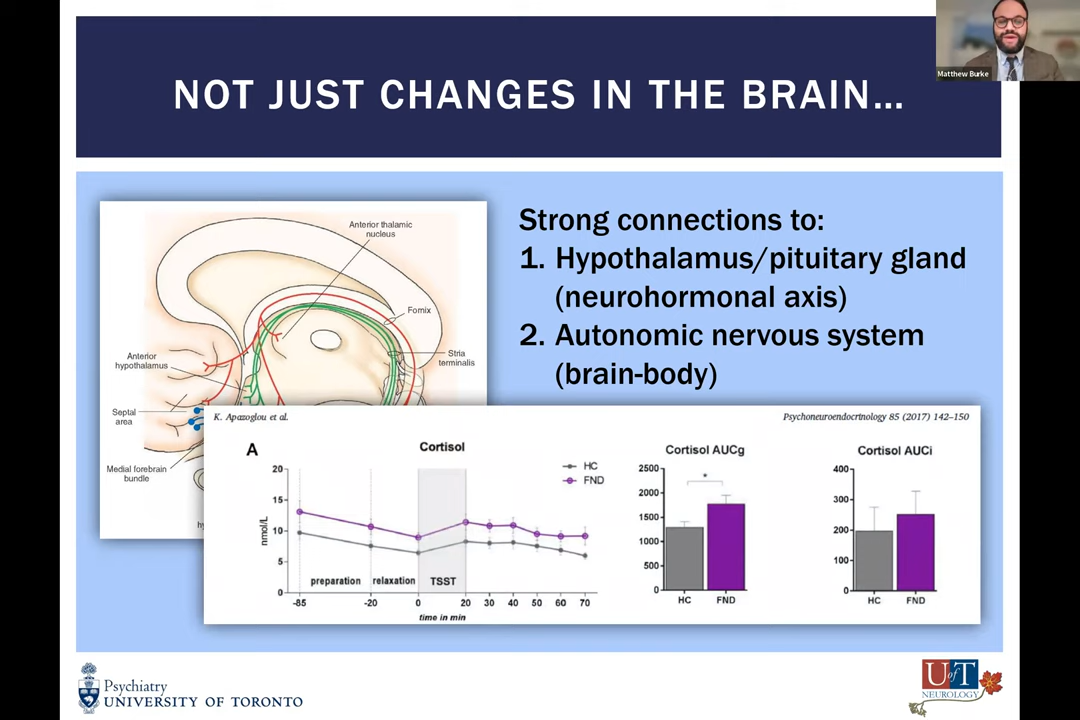 Matthew Burke
NOT JUST CHANGES IN THE BRAIN...
Strong connections to:
1. Hypothalamus/pituitary gland
(neurohormonal axis)
2. Autonomic nervous system
(brain-body)
Anterior thalamic
nucleus
Fornix
Stria
terminalis
Anterior
hypothalamus
Septal
area
Medial forebrain
bundle
K. Apazoglou et al.
Psychoneuroendocrinology 85 (2017) 142–150
A
Cortisol
HC
FND
20
15
10
5
0
nmol/L
preparation
relaxation
TSST
-85
-20
0
20
30
40
50
60
70
time in min
Cortisol AUCg
2500
2000
1500
1000
500
0
*
HC
FND
Cortisol AUCi
400
300
200
100
0
HC
FND
Psychiatry
UNIVERSITY OF TORONTO
U of T
NEUROLOGY